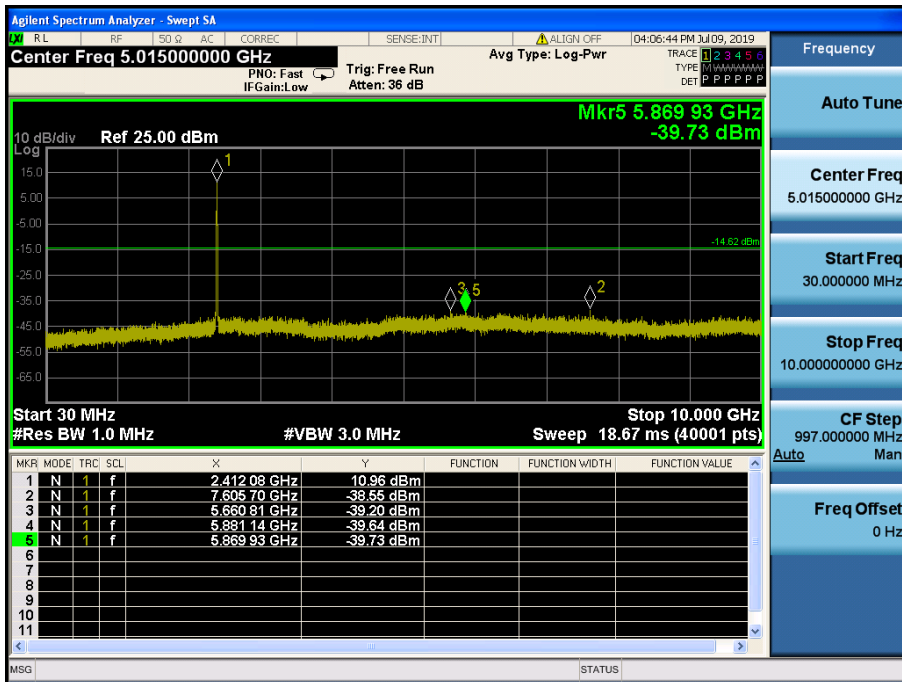 Agilent Spectrum Analyzer - Swept SA
LXI RL RF 50 Ω AC CORREC SENSE:INT ALIGN OFF 04:06:44 PM Jul 09, 2019
Center Freq 5.015000000 GHz
PNO: Fast
IFGain:Low
Trig: Free Run
Atten: 36 dB
Avg Type: Log-Pwr
TRACE 1 2 3 4 5 6
TYPE MWWWWW
DET P P P P P P
Mkr5 5.869 93 GHz
-39.73 dBm
10 dB/div Ref 25.00 dBm
Log
15.0
5.00
-5.00
-15.0
-25.0
-35.0
-45.0
-55.0
-65.0
1
-14.62 dBm
3
5
2
Start 30 MHz Stop 10.000 GHz
#Res BW 1.0 MHz #VBW 3.0 MHz Sweep 18.67 ms (40001 pts)
MKR MODE TRC SCL X Y FUNCTION FUNCTION WIDTH FUNCTION VALUE
1 N 1 f 2.412 08 GHz 10.96 dBm
2 N 1 f 7.605 70 GHz -38.55 dBm
3 N 1 f 5.660 81 GHz -39.20 dBm
4 N 1 f 5.881 14 GHz -39.64 dBm
5 N 1 f 5.869 93 GHz -39.73 dBm
6
7
8
9
10
11
MSG STATUS
Frequency
Auto Tune
Center Freq
5.015000000 GHz
Start Freq
30.000000 MHz
Stop Freq
10.000000000 GHz
CF Step
997.000000 MHz
Auto Man
Freq Offset
0 Hz